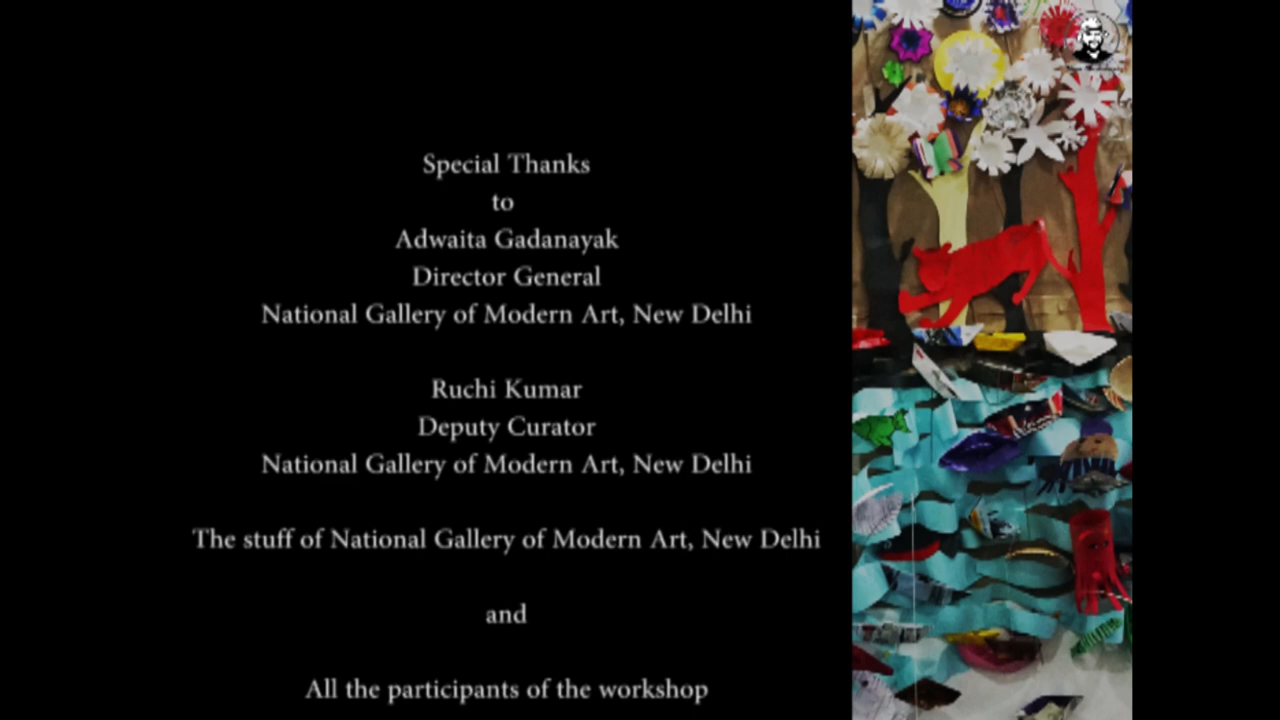 Special Thanks
to
Adwaita Gadanayak
Director General
National Gallery of Modern Art, New Delhi
Ruchi Kumar
Deputy Curator
National Gallery of Modern Art, New Delhi
The stuff of National Gallery of Modern Art, New Delhi
and
All the participants of the workshop